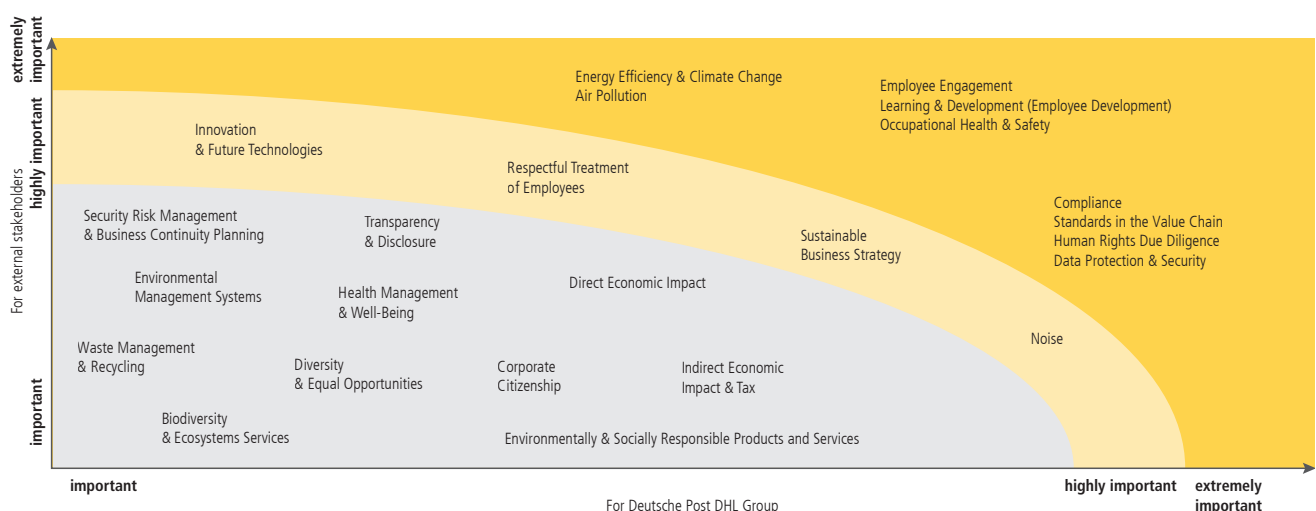 extremely
important
highly important
important
For external stakeholders
Energy Efficiency & Climate Change
Air Pollution
Employee Engagement
Learning & Development (Employee Development)
Occupational Health & Safety
Innovation
& Future Technologies
Respectful Treatment
of Employees
Compliance
Standards in the Value Chain
Human Rights Due Diligence
Data Protection & Security
Security Risk Management
& Business Continuity Planning
Transparency
& Disclosure
Sustainable
Business Strategy
Environmental
Management Systems
Health Management
& Well-Being
Direct Economic Impact
Noise
Waste Management
& Recycling
Diversity
& Equal Opportunities
Corporate
Citizenship
Indirect Economic
Impact & Tax
Biodiversity
& Ecosystems Services
Environmentally & Socially Responsible Products and Services
important
highly important
extremely
important
For Deutsche Post DHL Group